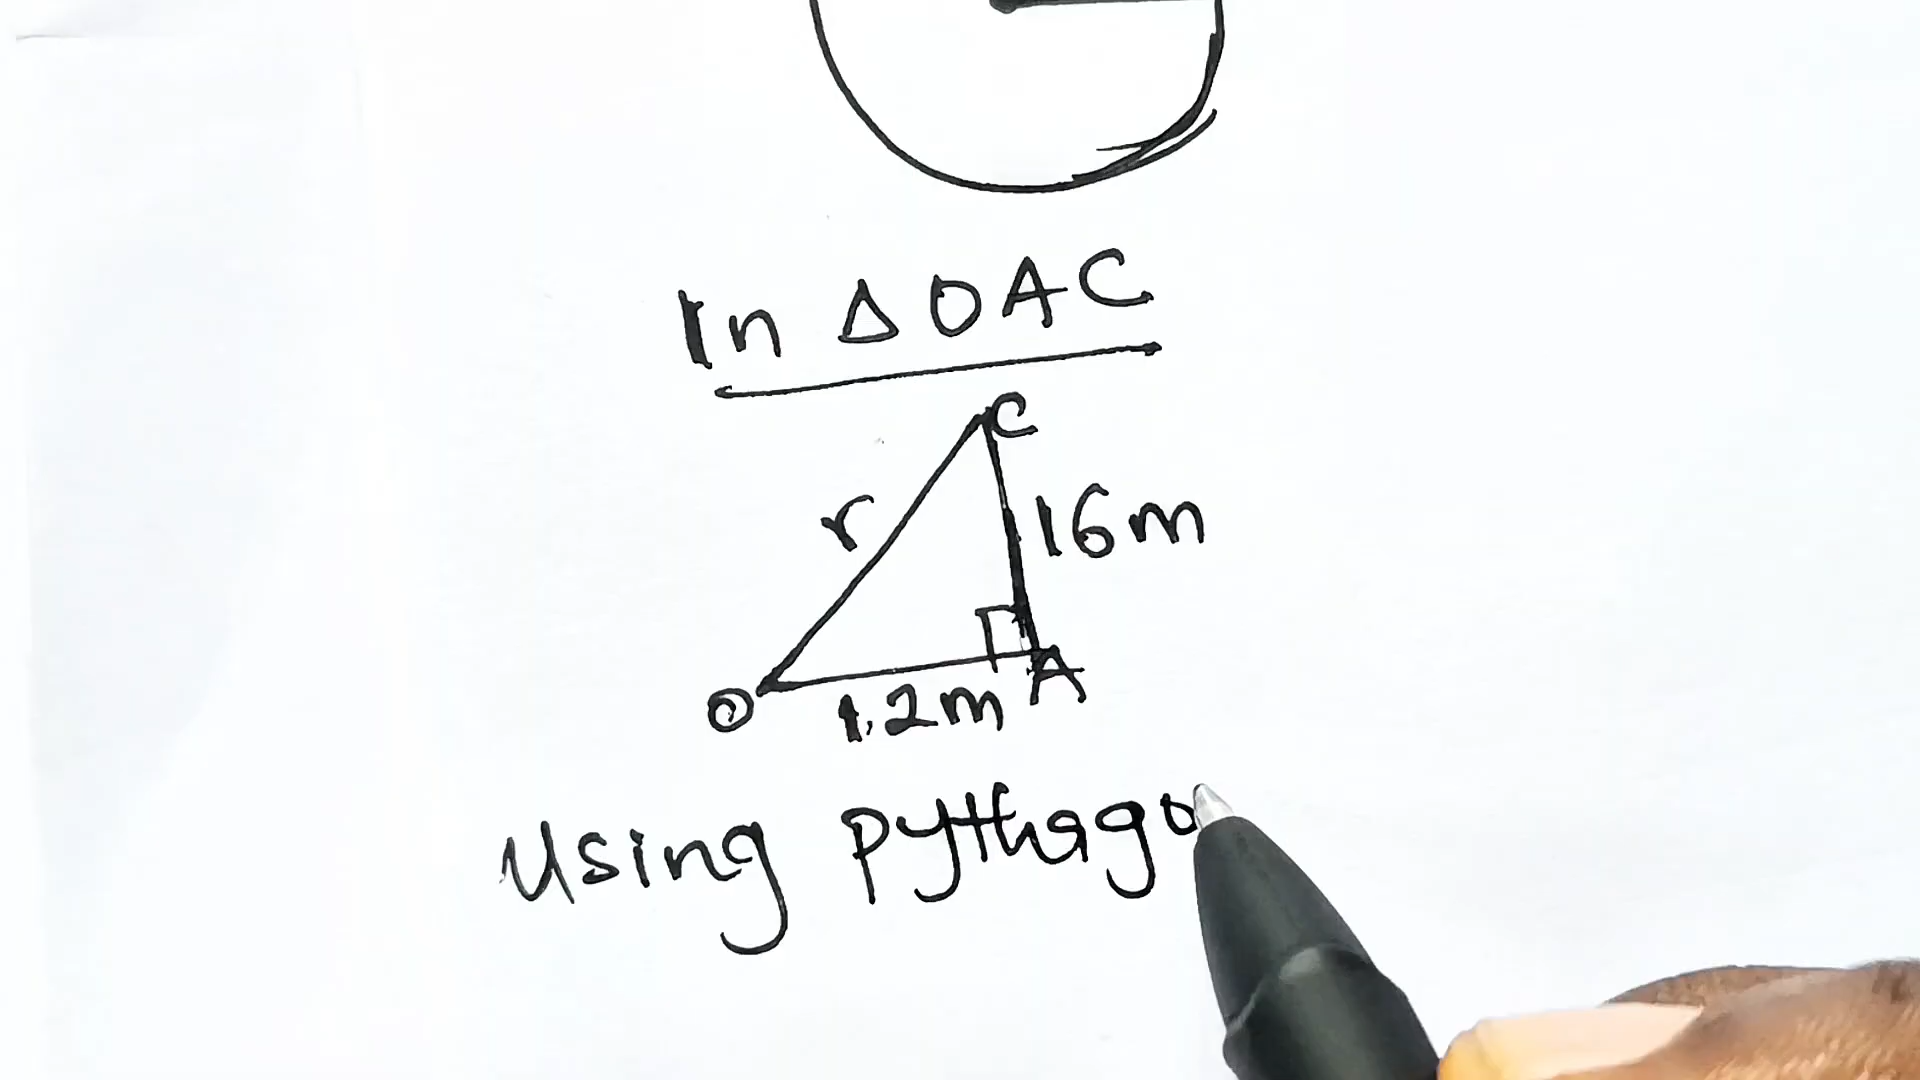 In Δ OAC
C
r
16m
O
1.2m
A
Using pythago